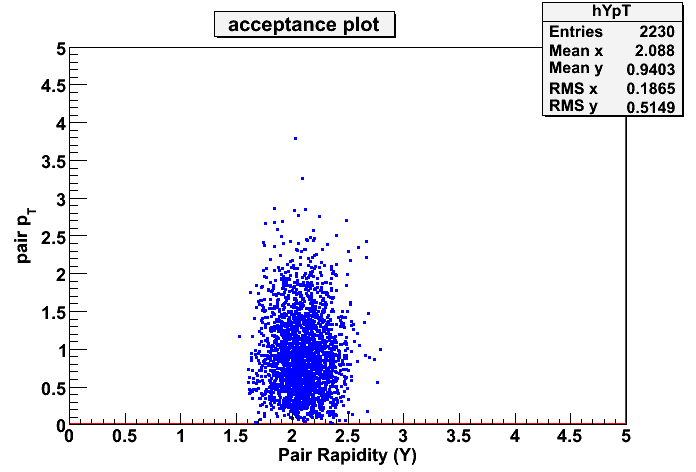 acceptance plot
hYpT
Entries 2230
Mean x 2.088
Mean y 0.9403
RMS x 0.1865
RMS y 0.5149
5
4.5
4
3.5
3
2.5
2
1.5
1
0.5
0
pair pT
0 0.5 1 1.5 2 2.5 3 3.5 4 4.5 5
Pair Rapidity (Y)